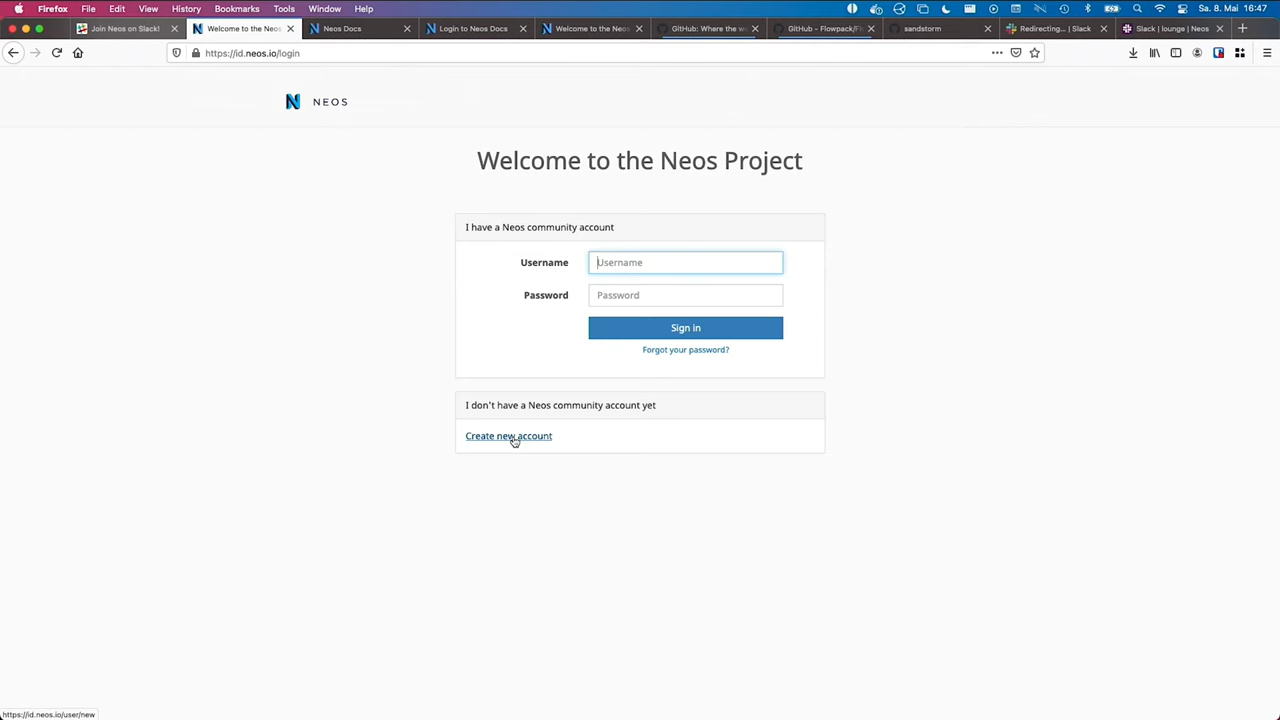 Firefox File Edit View History Bookmarks Tools Window Help Sa. 8. Mai 16:47
Join Neos on Slack! Welcome to the Neos Neos Docs Login to Neos Docs Welcome to the Neos GitHub: Where the w GitHub - Flowpack/Fl sandstorm Redirecting... | Slack Slack | lounge | Neos
https://id.neos.io/login
NEOS
Welcome to the Neos Project
I have a Neos community account
Username Username
Password Password
Sign in
Forgot your password?
I don't have a Neos community account yet
Create new account
https://id.neos.io/user/new